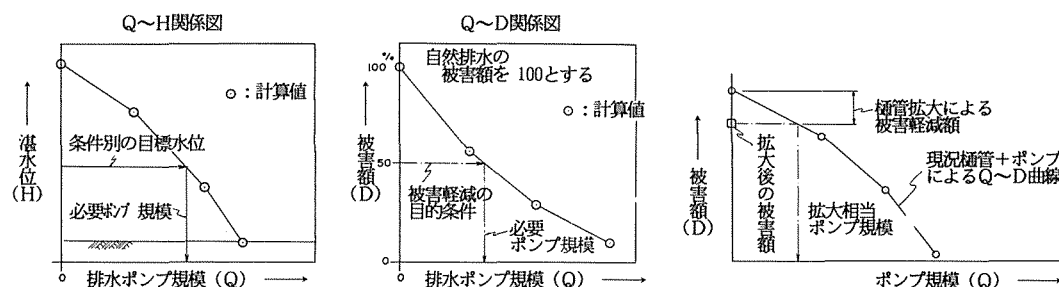 Q～H関係図
湛水位
(H)
⊙：計算値
条件別の目標水位
必要ポンプ 規模
0
排水ポンプ規模（Q）
Q～D関係図
%
100
自然排水の
被害額を 100とする
⊙：計算値
被害額
(D)
50
被害軽減の
目的条件
必要
ポンプ規模
0
0
排水ポンプ規模（Q）
被害額
(D)
樋管拡大による
被害軽減額
拡大後の被害額
現況樋管＋ポンプ
によるQ～D曲線
拡大相当
ポンプ規模
ポンプ規模（Q）